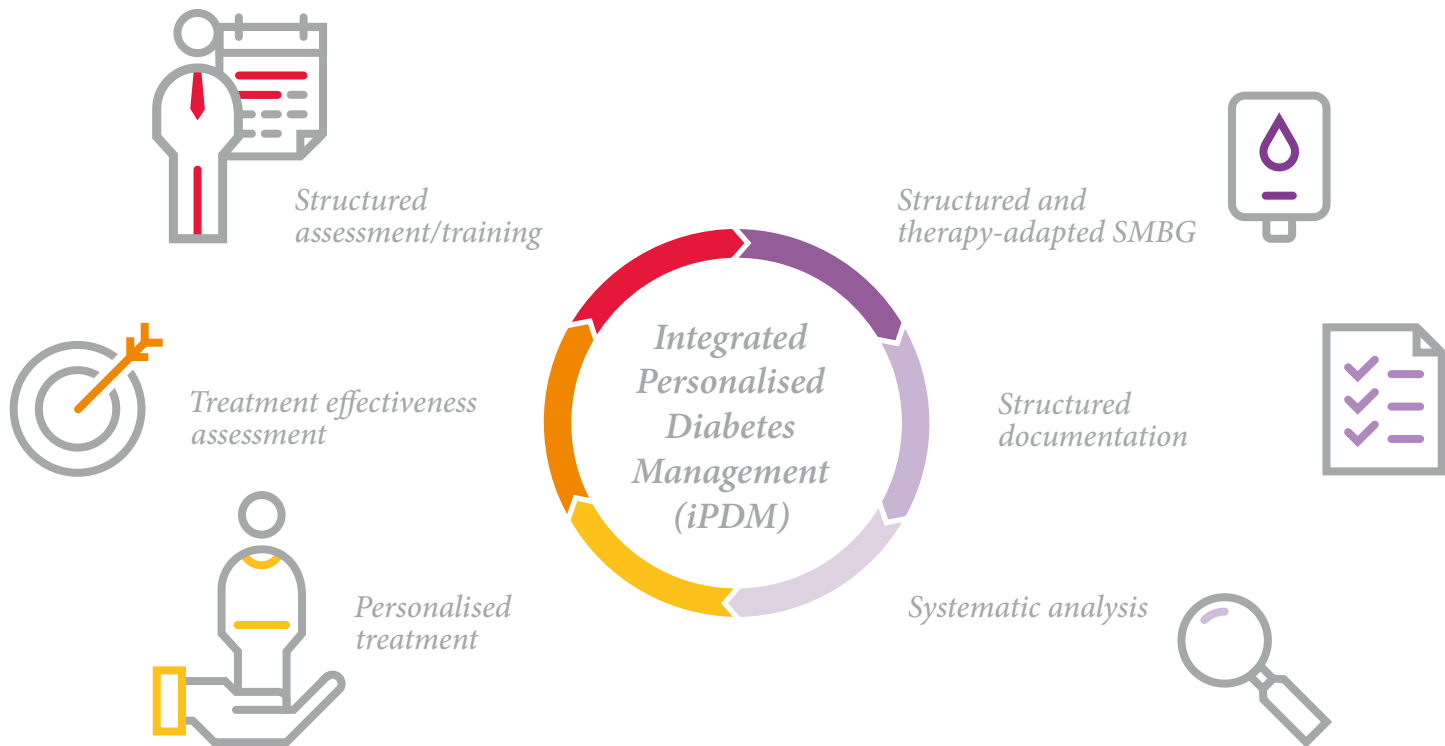 Structured
assessment/training
Structured and
therapy-adapted SMBG
Integrated
Personalised
Diabetes
Management
(iPDM)
Treatment effectiveness
assessment
Structured
documentation
Personalised
treatment
Systematic analysis